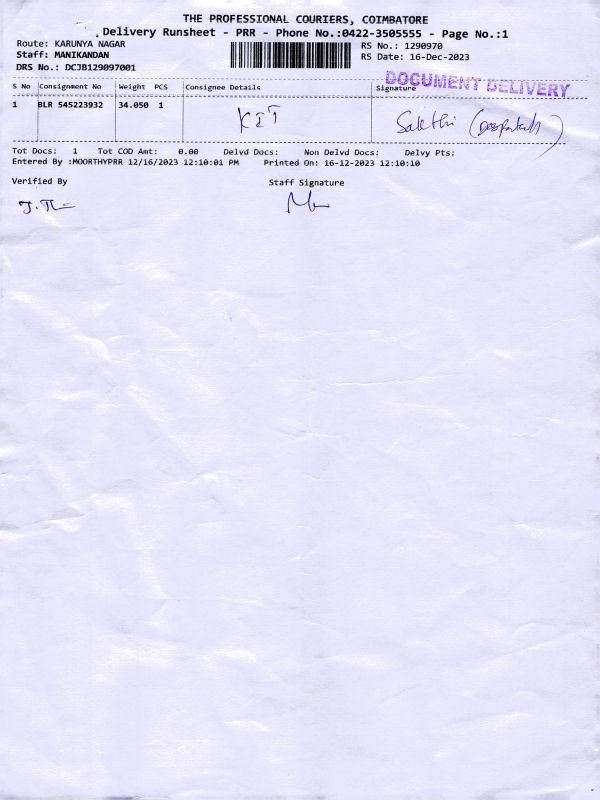 THE PROFESSIONAL COURIERS, COIMBATORE
Delivery Runsheet - PRR - Phone No.:0422-3505555 - Page No.:1
Route: KARUNYA NAGAR RS No.: 1290970
Staff: MANIKANDAN RS Date: 16-Dec-2023
DRS No.: DCJB129097001
DOCUMENT DELIVERY
S No Consignment No Weight PCS Consignee Details Signature
1 BLR 545223932 34.050 1 KIT Sakthi
Tot Docs: 1 Tot COD Amt: 0.00 Delvd Docs: Non Delvd Docs: Delvy Pts:
Entered By :MOORTHYPRR 12/16/2023 12:10:01 PM Printed On: 16-12-2023 12:10:10
Verified By Staff Signature